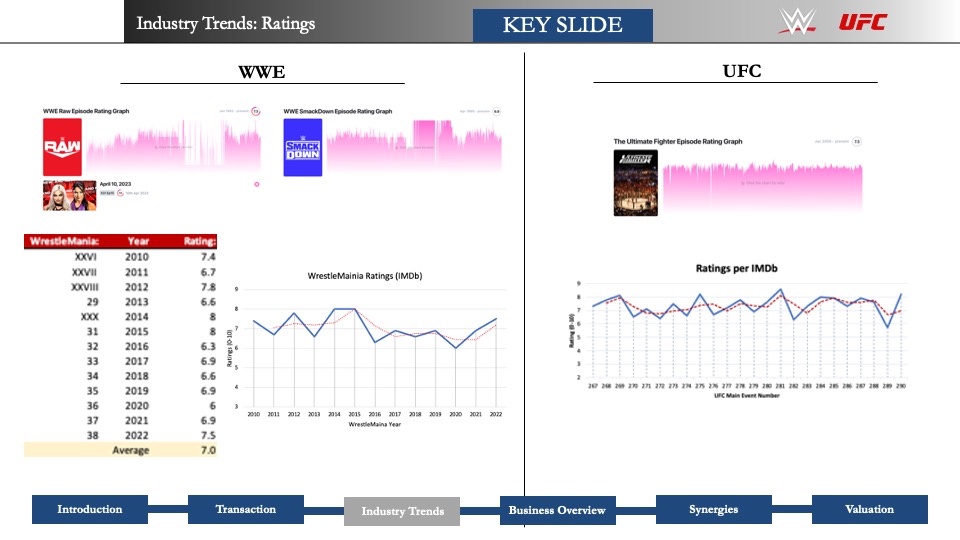 Industry Trends: Ratings
KEY SLIDE
UFC
WWE
UFC
WWE Raw Episode Rating Graph
7.3
RAW
April 10, 2023
WWE SmackDown Episode Rating Graph
SMACK
DOWN
The Ultimate Fighter Episode Rating Graph
7.3
WrestleMania: Year Rating:
XXVI 2010 7.4
XXVII 2011 6.7
XXVIII 2012 7.8
29 2013 6.6
XXX 2014 8
31 2015 8
32 2016 6.3
33 2017 6.9
34 2018 6.6
35 2019 6.9
36 2020 6
37 2021 6.9
38 2022 7.5
Average 7.0
WrestleMainia Ratings (IMDb)
Ratings (0-10)
9
8
7
6
5
4
3
2010 2011 2012 2013 2014 2015 2016 2017 2018 2019 2020 2021 2022
WrestleMaina Year
Ratings per IMDb
Rating (0-10)
9
8
7
6
5
4
3
2
267 268 269 270 271 272 273 274 275 276 277 278 279 280 281 282 283 284 285 286 287 288 289 290
UFC Main Event Number
Introduction
Transaction
Industry Trends
Business Overview
Synergies
Valuation